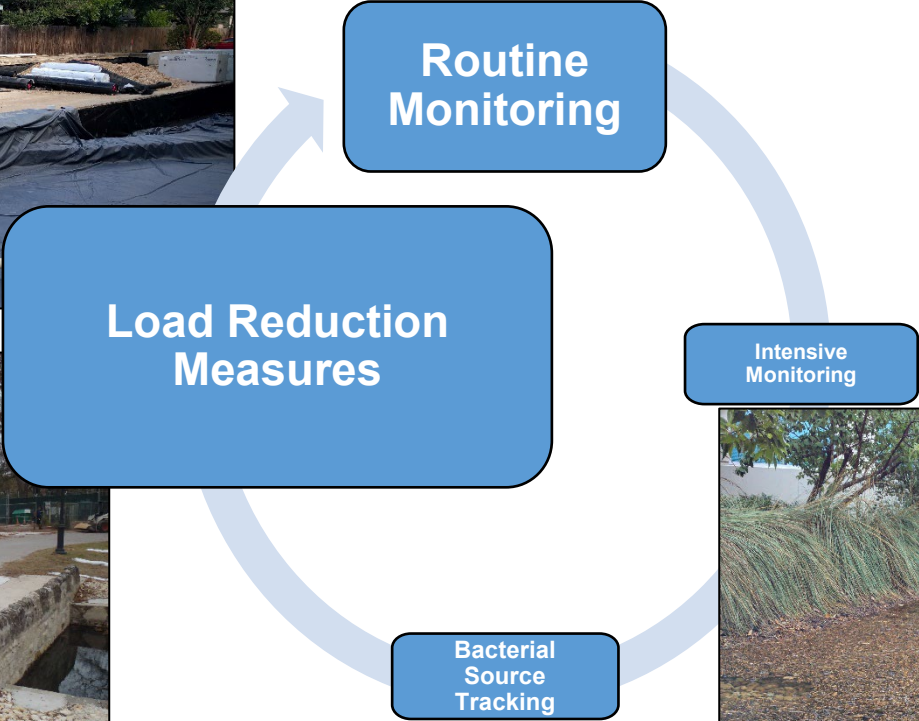 Routine
Monitoring
Load Reduction
Measures
Intensive
Monitoring
Bacterial
Source
Tracking